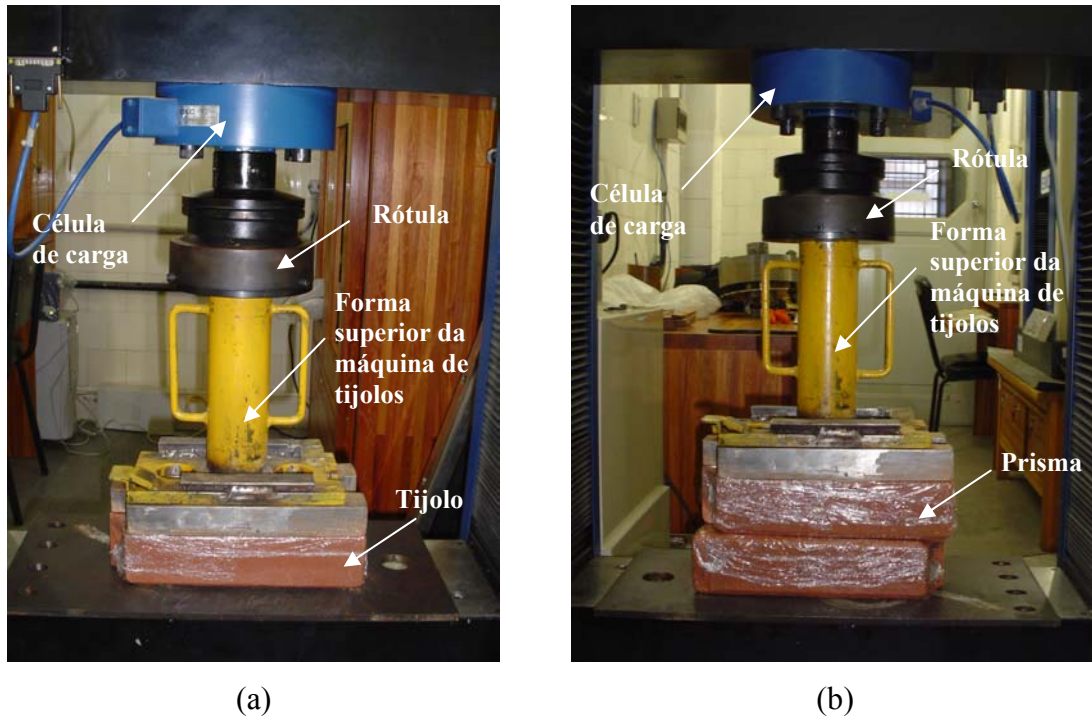 Célula
de carga
Rótula
Forma
superior da
máquina de
tijolos
Tijolo
(a)
Célula
de carga
Rótula
Forma
superior da
máquina de
tijolos
Prisma
(b)